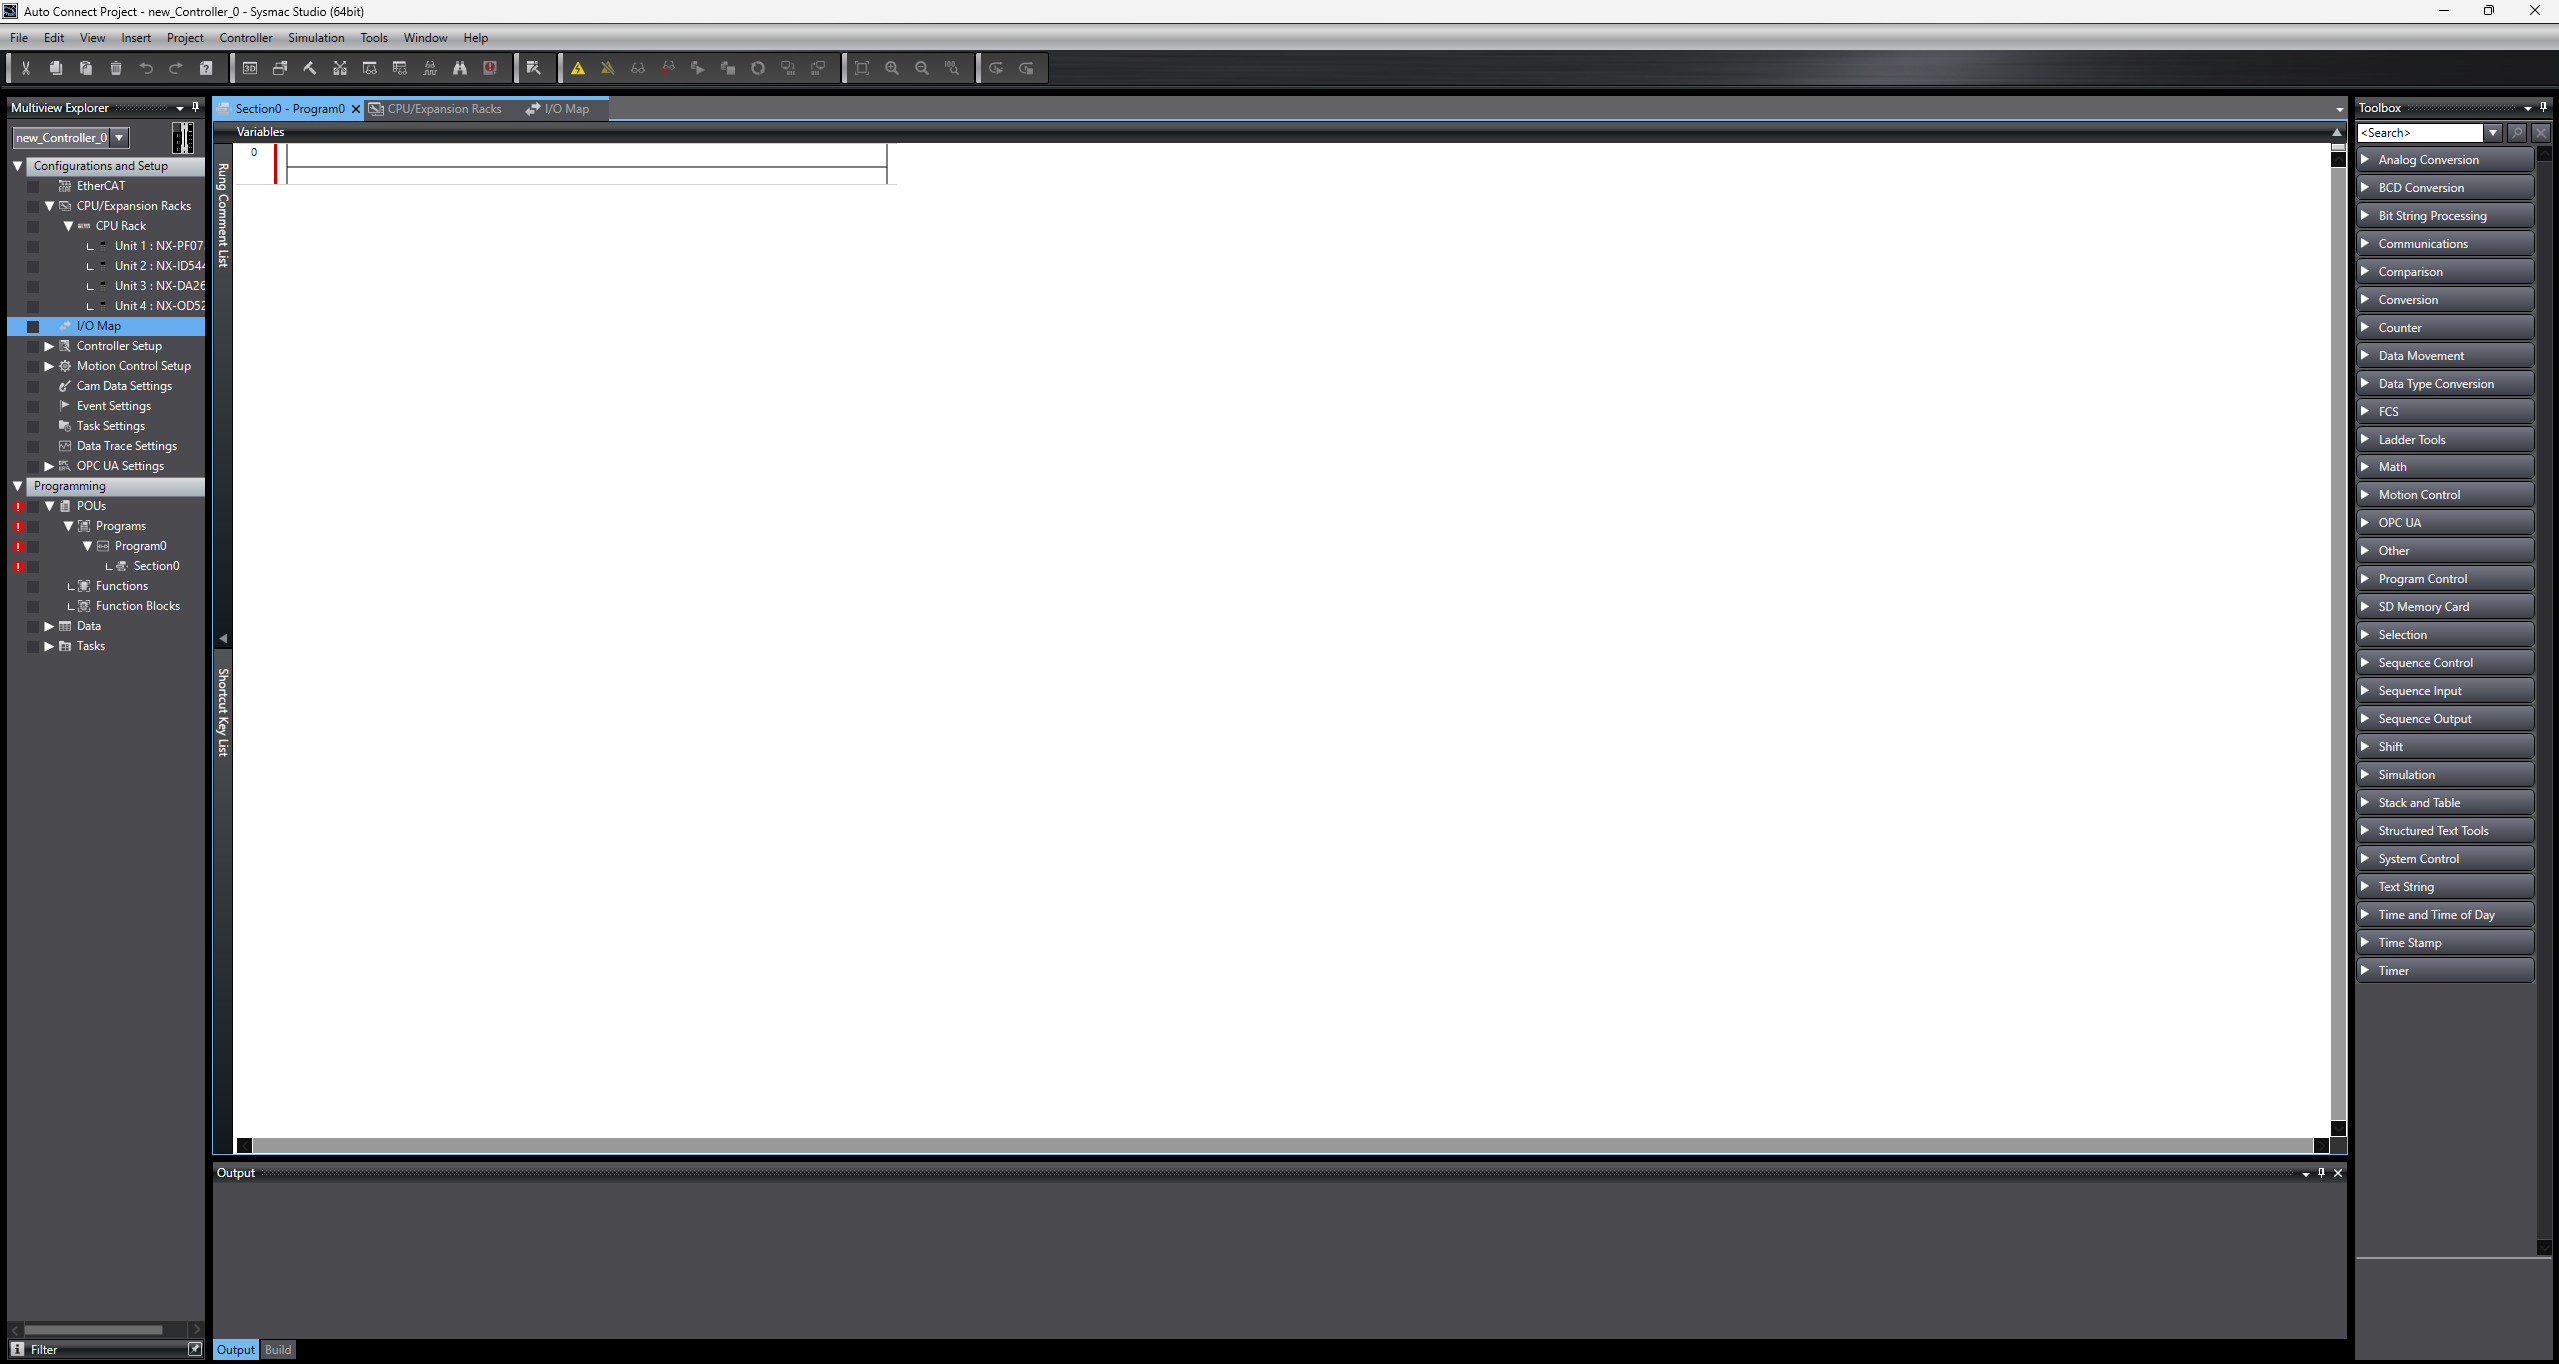 Auto Connect Project - new_Controller_0 - Sysmac Studio (64bit)
File Edit View Insert Project Controller Simulation Tools Window Help
Multiview Explorer
new_Controller_0
Configurations and Setup
EtherCAT
CPU/Expansion Racks
CPU Rack
Unit 1 : NX-PF07
Unit 2 : NX-ID544
Unit 3 : NX-DA26
Unit 4 : NX-OD52
I/O Map
Controller Setup
Motion Control Setup
Cam Data Settings
Event Settings
Task Settings
Data Trace Settings
OPC UA Settings
Programming
POUs
Programs
Program0
Section0
Functions
Function Blocks
Data
Tasks
Filter
Section0 - Program0 CPU/Expansion Racks I/O Map
Variables
Rung Comment List
Shortcut Key List
0
Output
Output Build
Toolbox
<Search>
Analog Conversion
BCD Conversion
Bit String Processing
Communications
Comparison
Conversion
Counter
Data Movement
Data Type Conversion
FCS
Ladder Tools
Math
Motion Control
OPC UA
Other
Program Control
SD Memory Card
Selection
Sequence Control
Sequence Input
Sequence Output
Shift
Simulation
Stack and Table
Structured Text Tools
System Control
Text String
Time and Time of Day
Time Stamp
Timer